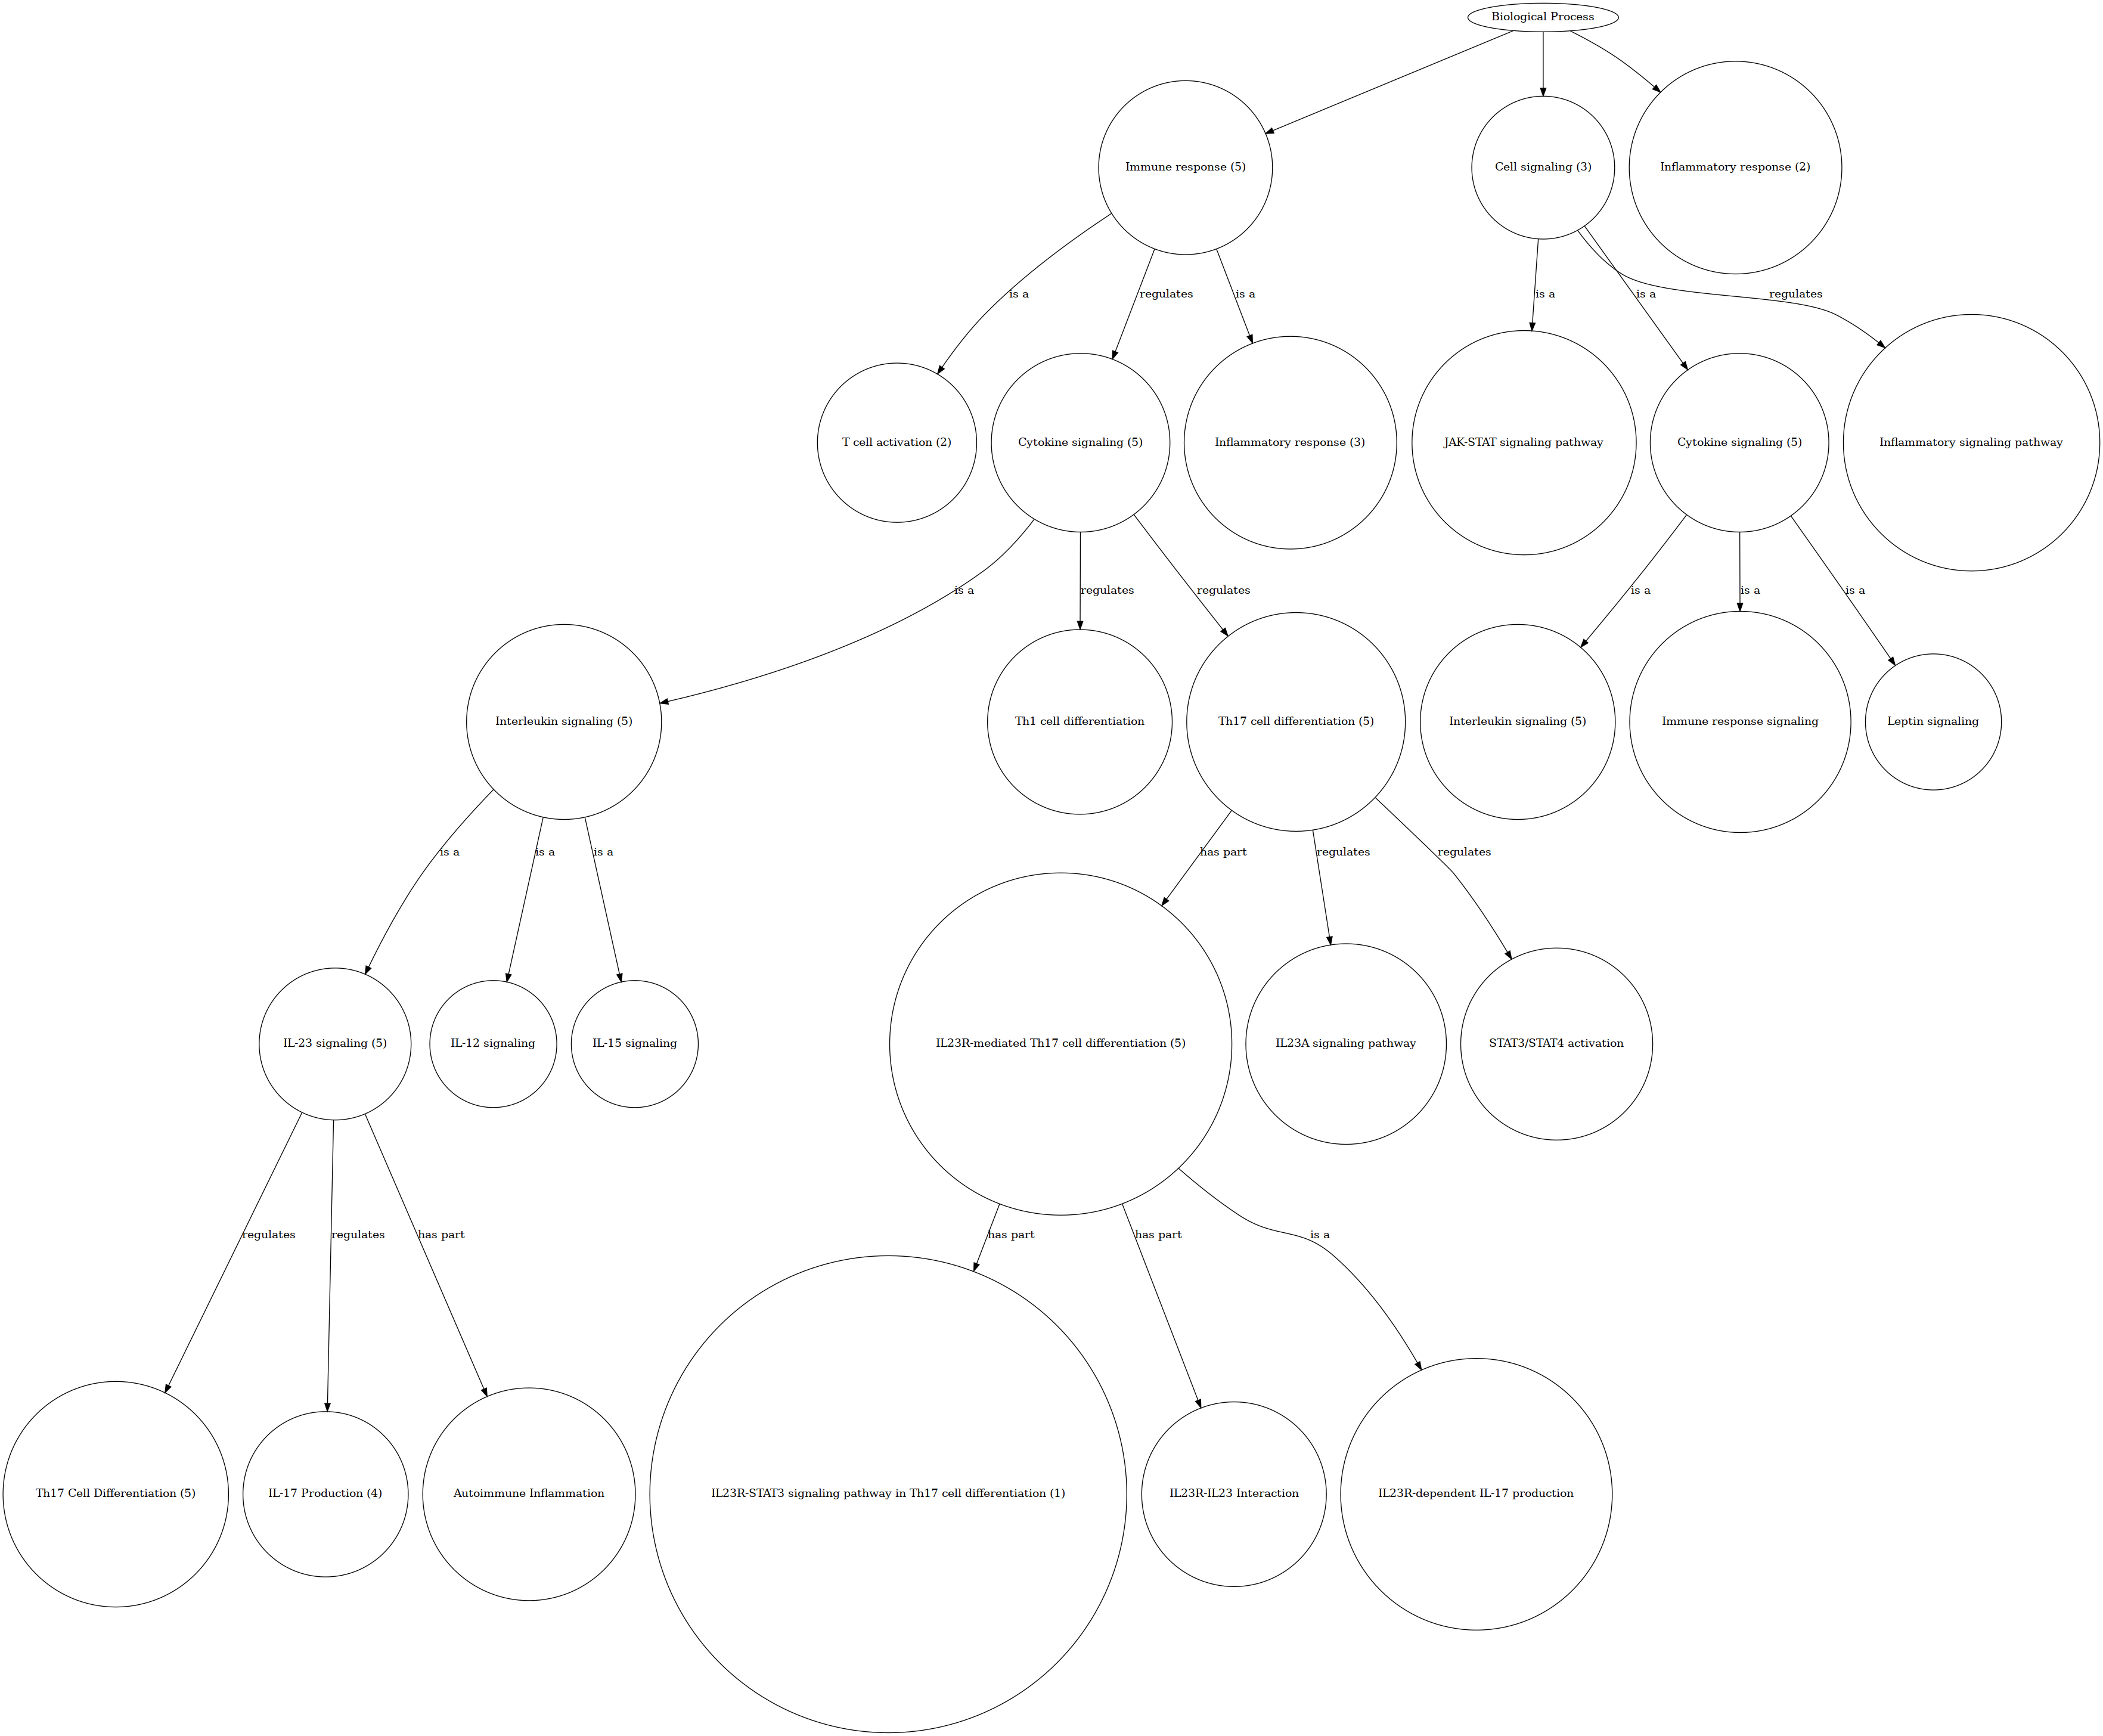 Biological Process
Immune response (5)
Cell signaling (3)
Inflammatory response (2)
is a
regulates
is a
is a
is a
regulates
T cell activation (2)
Cytokine signaling (5)
Inflammatory response (3)
JAK-STAT signaling pathway
Cytokine signaling (5)
Inflammatory signaling pathway
is a
regulates
regulates
is a
is a
is a
Interleukin signaling (5)
Th1 cell differentiation
Th17 cell differentiation (5)
Interleukin signaling (5)
Immune response signaling
Leptin signaling
is a
is a
is a
has part
regulates
regulates
IL-23 signaling (5)
IL-12 signaling
IL-15 signaling
IL23R-mediated Th17 cell differentiation (5)
IL23A signaling pathway
STAT3/STAT4 activation
regulates
regulates
has part
has part
has part
is a
Th17 Cell Differentiation (5)
IL-17 Production (4)
Autoimmune Inflammation
IL23R-STAT3 signaling pathway in Th17 cell differentiation (1)
IL23R-IL23 Interaction
IL23R-dependent IL-17 production